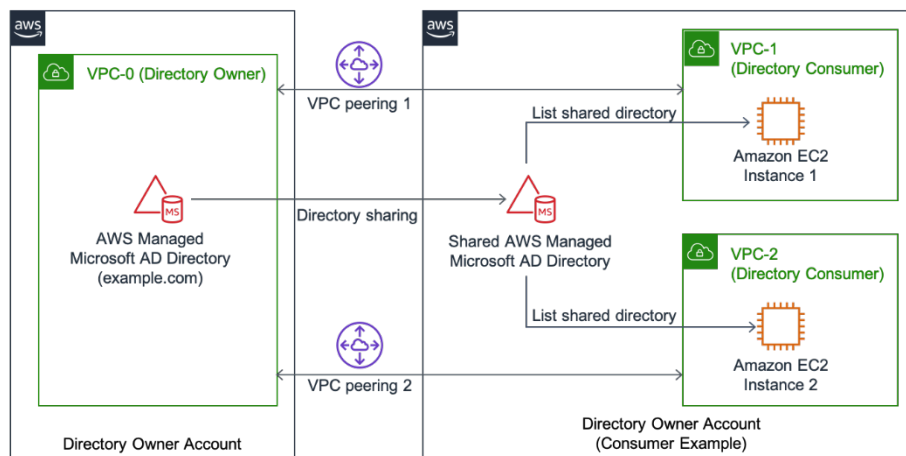 aws
VPC-0 (Directory Owner)
MS
AWS Managed
Microsoft AD Directory
(example.com)
Directory Owner Account
VPC peering 1
Directory sharing
VPC peering 2
aws
MS
Shared AWS Managed
Microsoft AD Directory
List shared directory
List shared directory
VPC-1
(Directory Consumer)
Amazon EC2
Instance 1
VPC-2
(Directory Consumer)
Amazon EC2
Instance 2
Directory Owner Account
(Consumer Example)